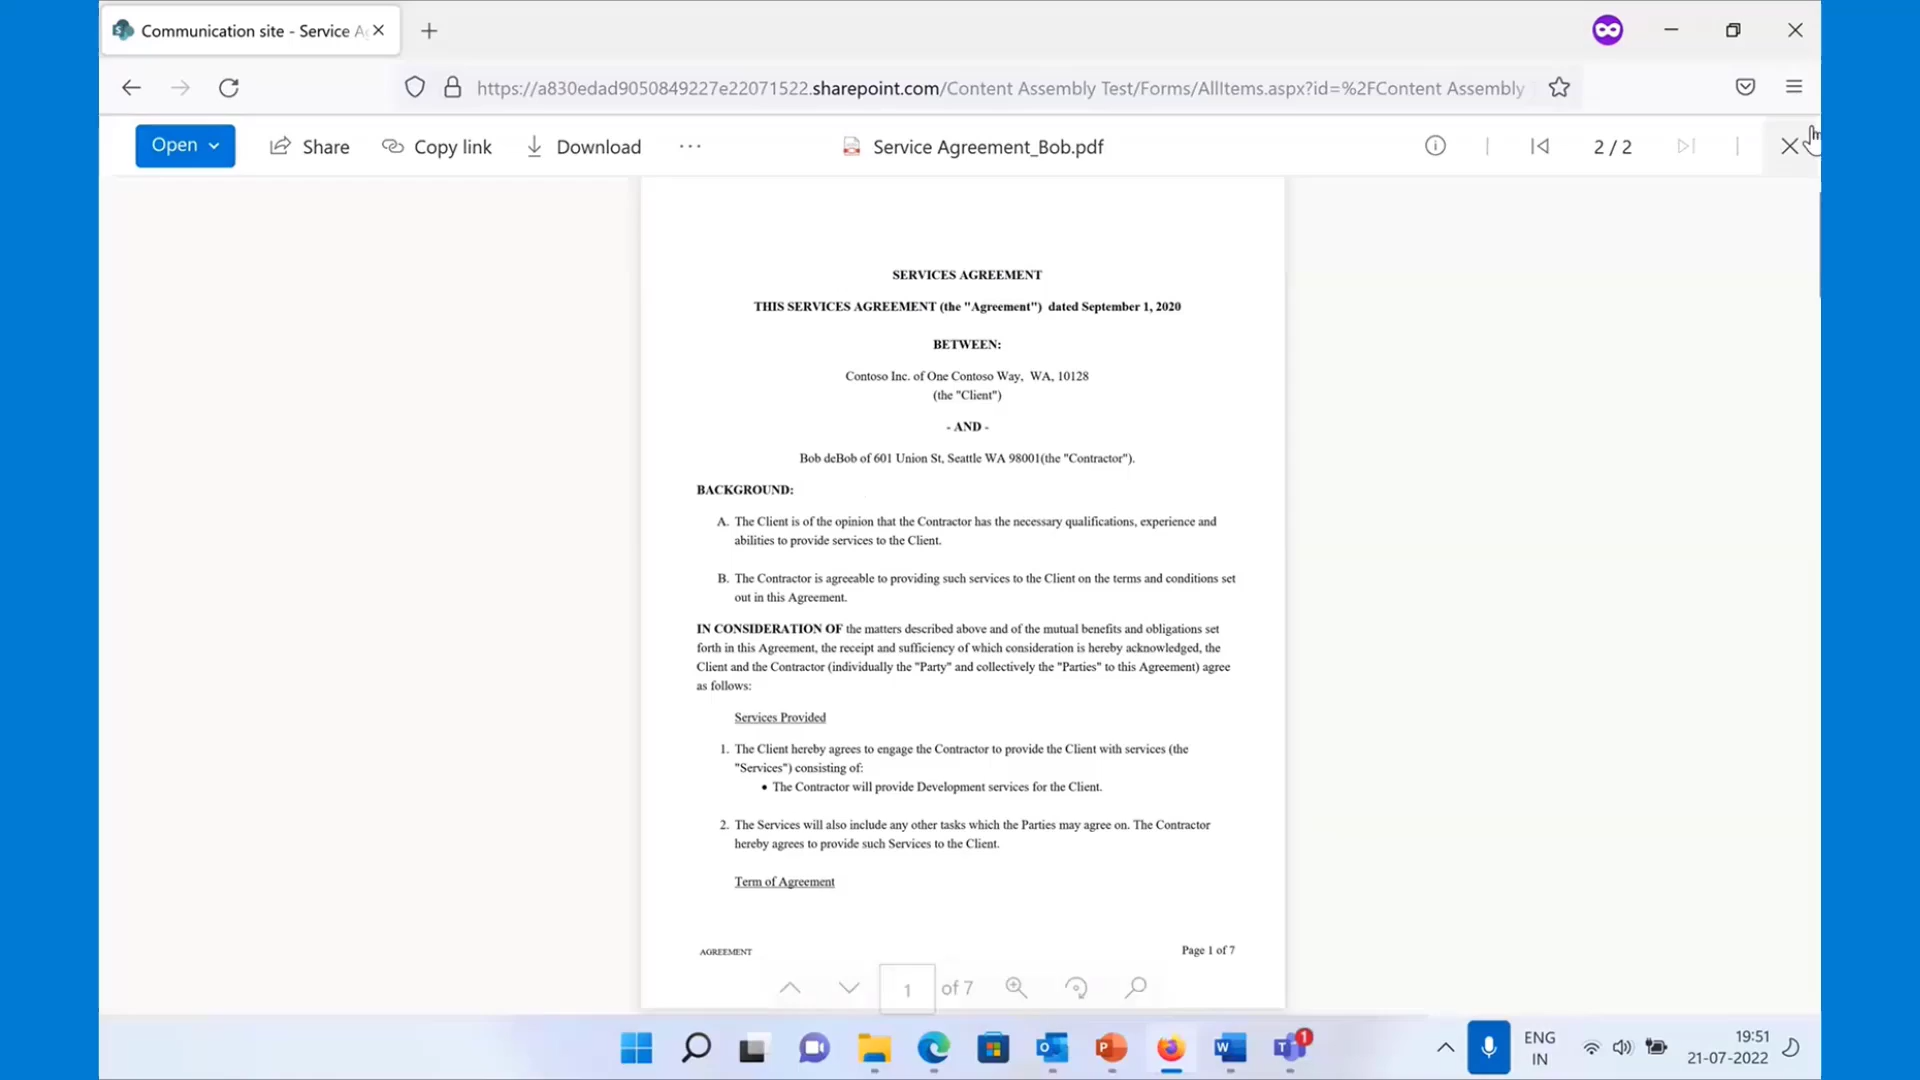 Communication site - Service A
https://a830edad9050849227e22071522.sharepoint.com/Content Assembly Test/Forms/AllItems.aspx?id=%2FContent Assembly
Open
Share
Copy link
Download
Service Agreement_Bob.pdf
2 / 2
SERVICES AGREEMENT
THIS SERVICES AGREEMENT (the "Agreement") dated September 1, 2020
BETWEEN:
Contoso Inc. of One Contoso Way, WA, 10128
(the "Client")
- AND -
Bob deBob of 601 Union St, Seattle WA 98001(the "Contractor").
BACKGROUND:
A. The Client is of the opinion that the Contractor has the necessary qualifications, experience and
abilities to provide services to the Client.
B. The Contractor is agreeable to providing such services to the Client on the terms and conditions set
out in this Agreement.
IN CONSIDERATION OF the matters described above and of the mutual benefits and obligations set
forth in this Agreement, the receipt and sufficiency of which consideration is hereby acknowledged, the
Client and the Contractor (individually the "Party" and collectively the "Parties" to this Agreement) agree
as follows:
Services Provided
1. The Client hereby agrees to engage the Contractor to provide the Client with services (the
"Services") consisting of:
• The Contractor will provide Development services for the Client.
2. The Services will also include any other tasks which the Parties may agree on. The Contractor
hereby agrees to provide such Services to the Client.
Term of Agreement
AGREEMENT
Page 1 of 7
1 of 7
1
ENG
IN
19:51
21-07-2022